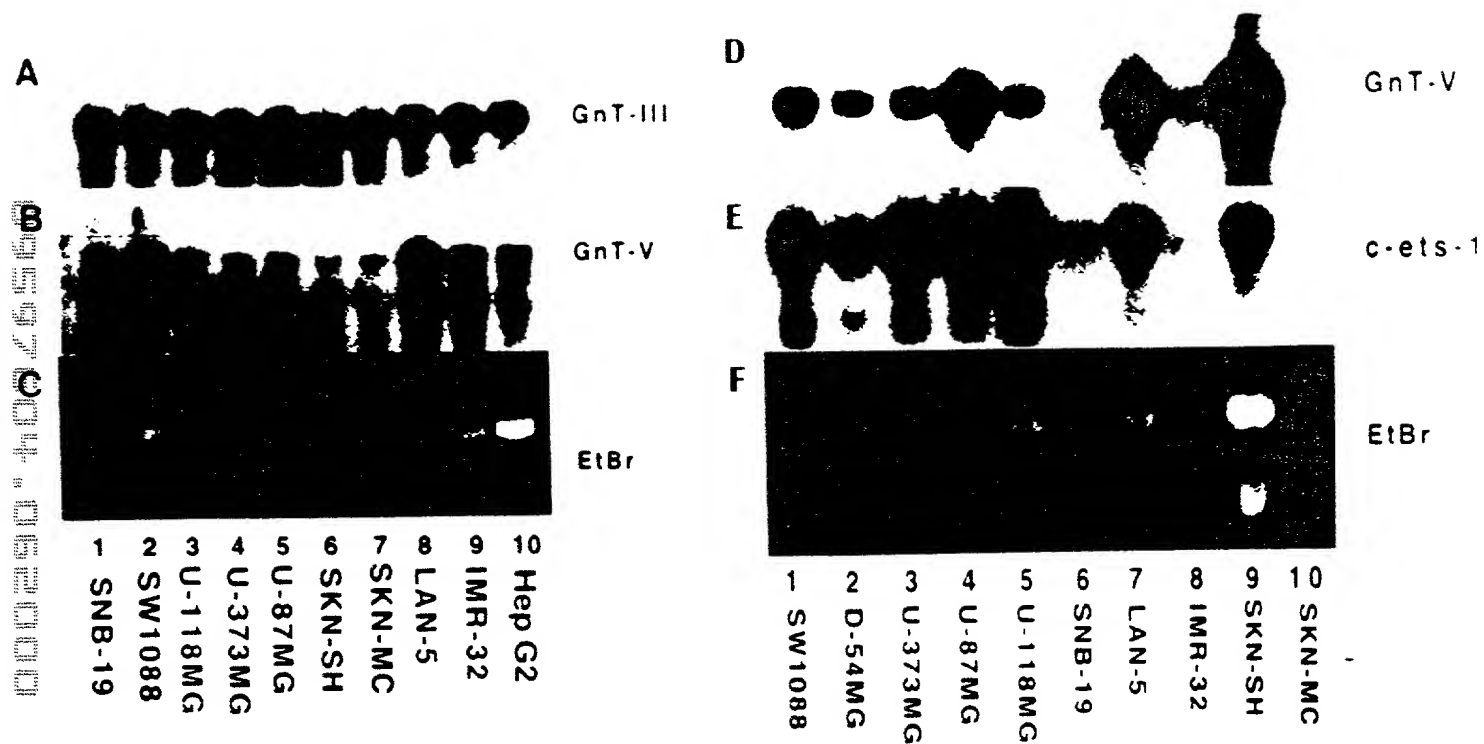 A
GnT-III
B
GnT-V
C
EtBr
1 2 3 4 5 6 7 8 9 10
SNB-19
SW1088
U-118MG
U-373MG
U-87MG
SKN-SH
SKN-MC
LAN-5
IMR-32
Hep G2
D
GnT-V
E
c-ets-1
F
EtBr
1 2 3 4 5 6 7 8 9 10
SW1088
D-54MG
U-373MG
U-87MG
U-118MG
SNB-19
LAN-5
IMR-32
SKN-SH
SKN-MC